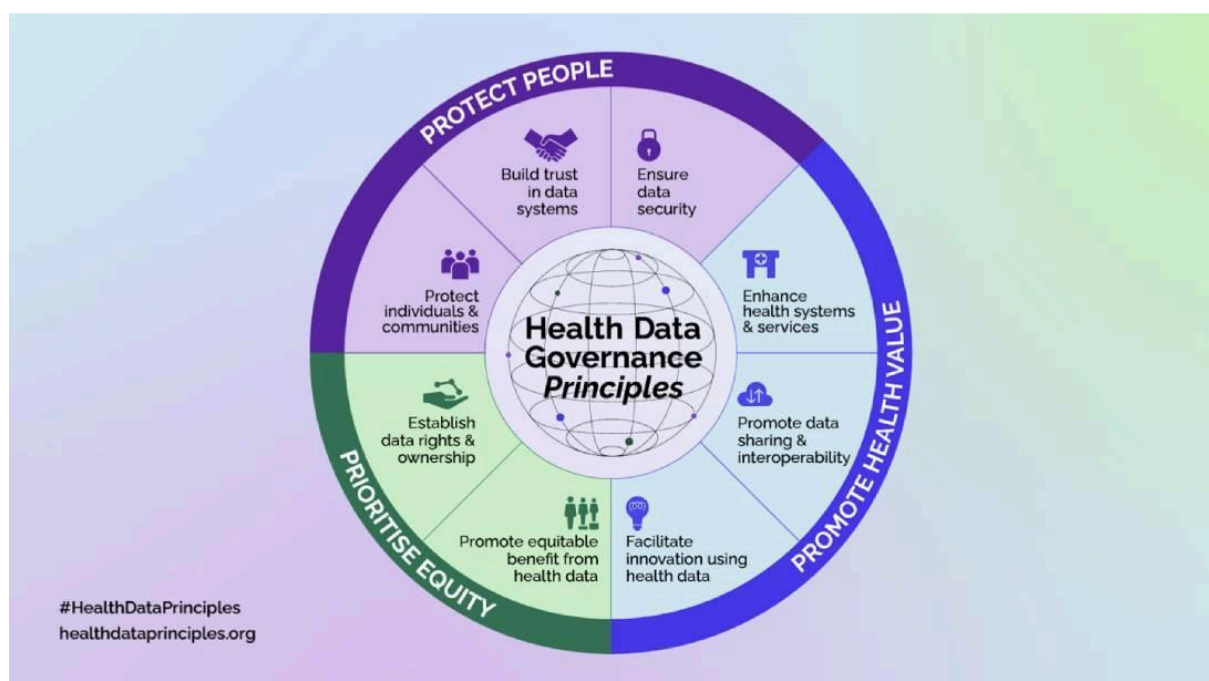 PROTECT PEOPLE
Build trust
in data
systems
Ensure
data
security
Protect
individuals &
communities
Enhance
health systems
& services
Health Data
Governance
Principles
PROMOTE HEALTH VALUE
Establish
data rights &
ownership
Promote data
sharing &
interoperability
PRIORITISE EQUITY
Promote equitable
benefit from
health data
Facilitate
innovation using
health data
#HealthDataPrinciples
healthdataprinciples.org